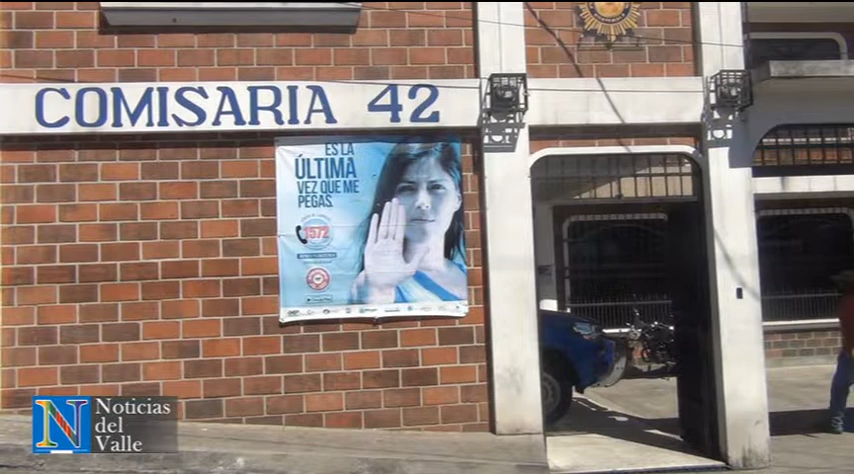 COMISARIA 42
ES LA
ÚLTIMA
VEZ QUE ME
PEGAS.
1572
N
Noticias
del
Valle